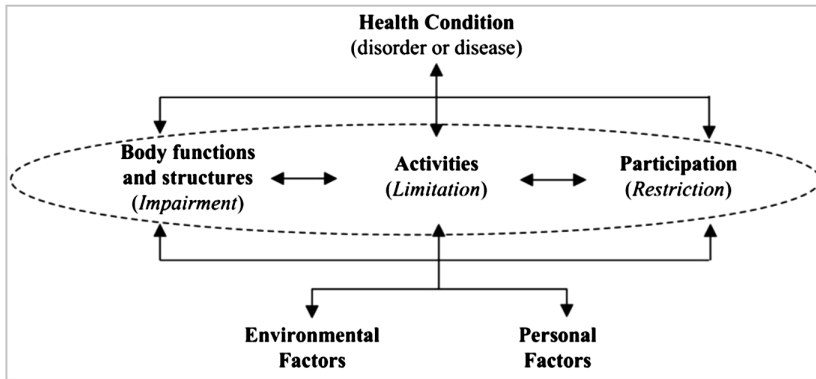 Health Condition
(disorder or disease)
Body functions
and structures
(Impairment)
Activities
(Limitation)
Participation
(Restriction)
Environmental
Factors
Personal
Factors